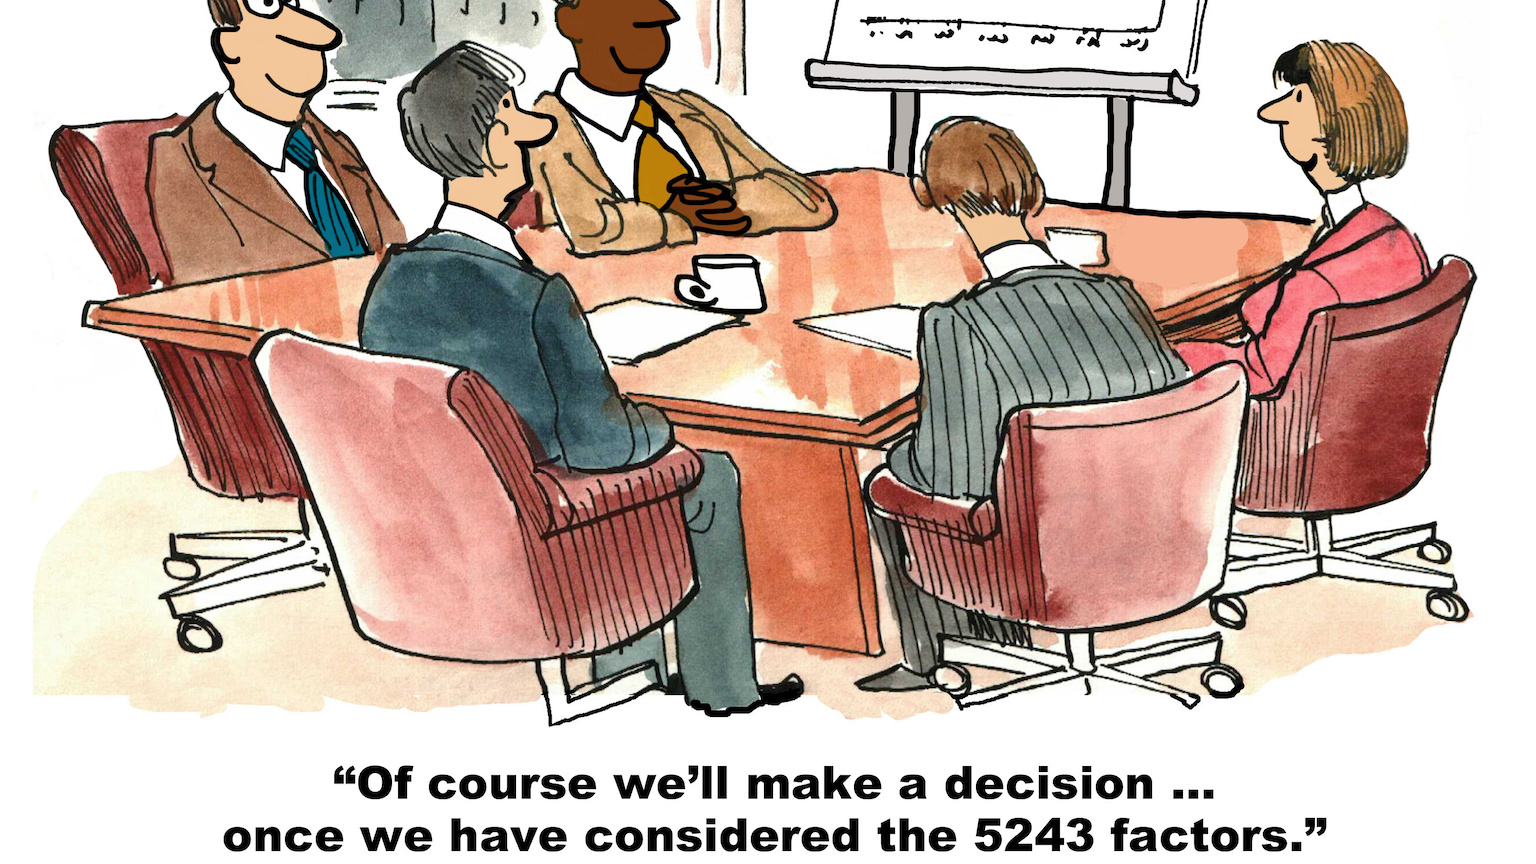 “Of course we’ll make a decision ...
once we have considered the 5243 factors.”